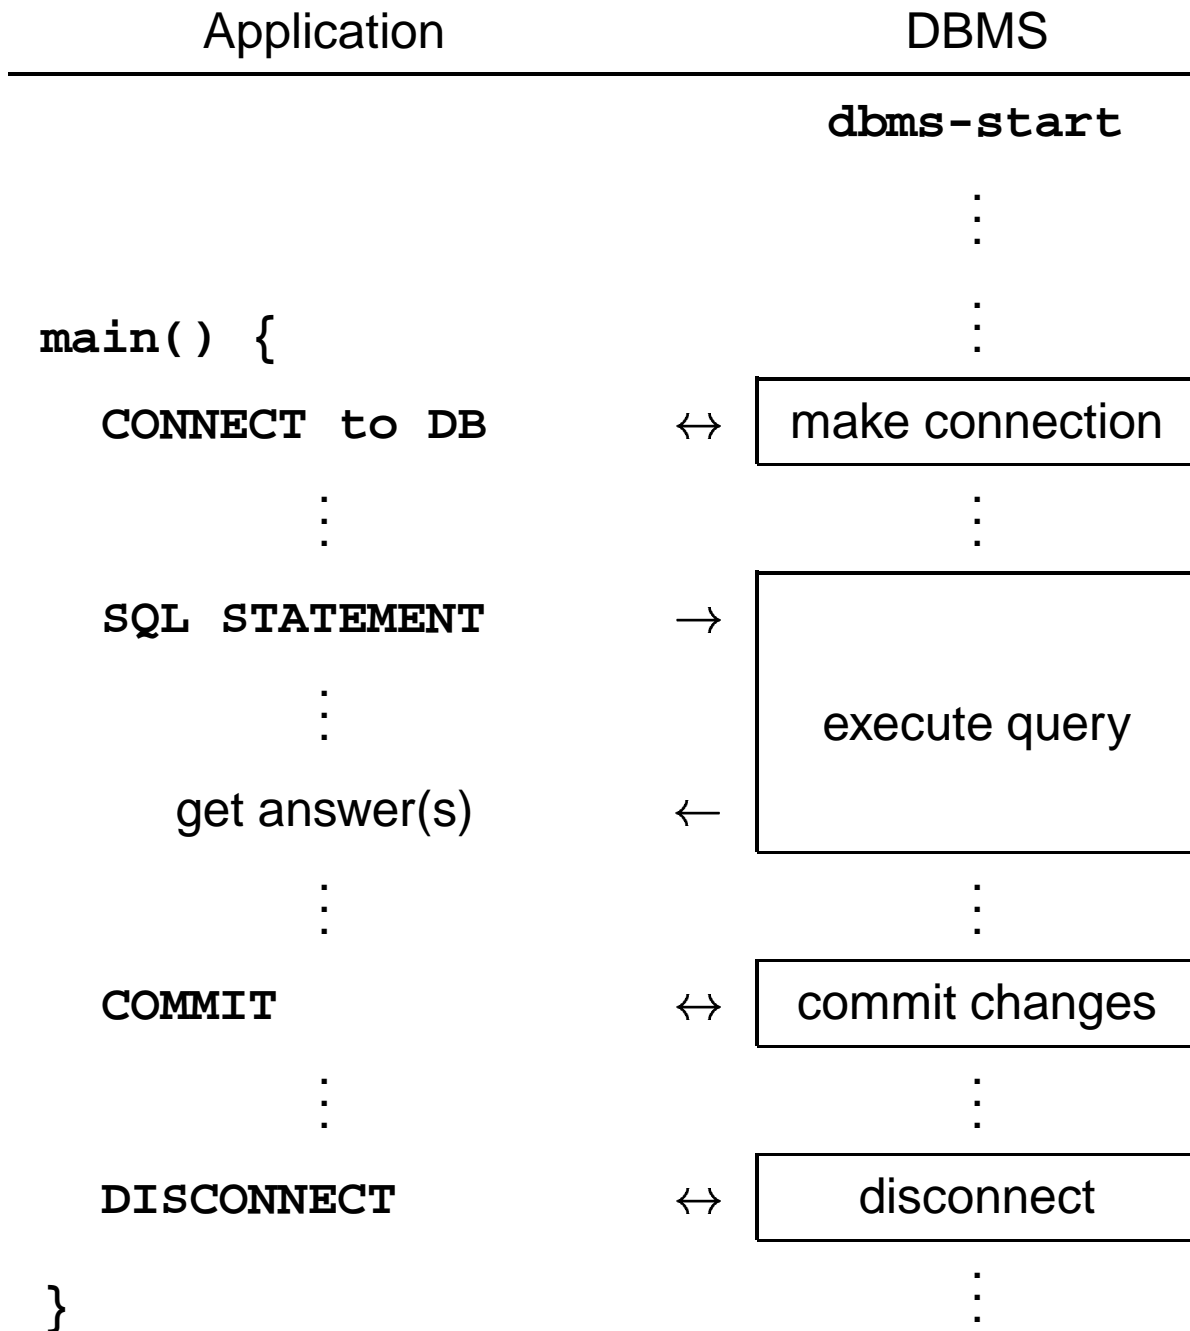 Application DBMS
dbms-start
⋮
⋮
main() {
CONNECT to DB ↔ make connection
⋮ ⋮
SQL STATEMENT →
⋮ execute query
get answer(s) ←
⋮ ⋮
COMMIT ↔ commit changes
⋮ ⋮
DISCONNECT ↔ disconnect
} ⋮